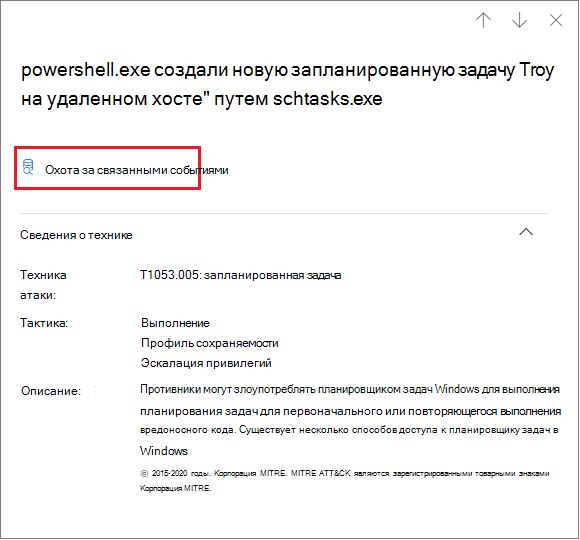 powershell.exe создали новую запланированную задачу Troy
на удаленном хосте" путем schtasks.exe
Охота за связанными событиями
Сведения о технике
Техника T1053.005: запланированная задача
атаки:
Тактика: Выполнение
Профиль сохраняемости
Эскалация привилегий
Описание: Противники могут злоупотреблять планировщиком задач Windows для выполнения
планирования задач для первоначального или повторяющегося выполнения
вредоносного кода. Существует несколько способов доступа к планировщику задач в
Windows
© 2015-2020 годы. Корпорация MITRE. MITRE ATT&CK являются зарегистрированными товарными знаками
Корпорация MITRE.